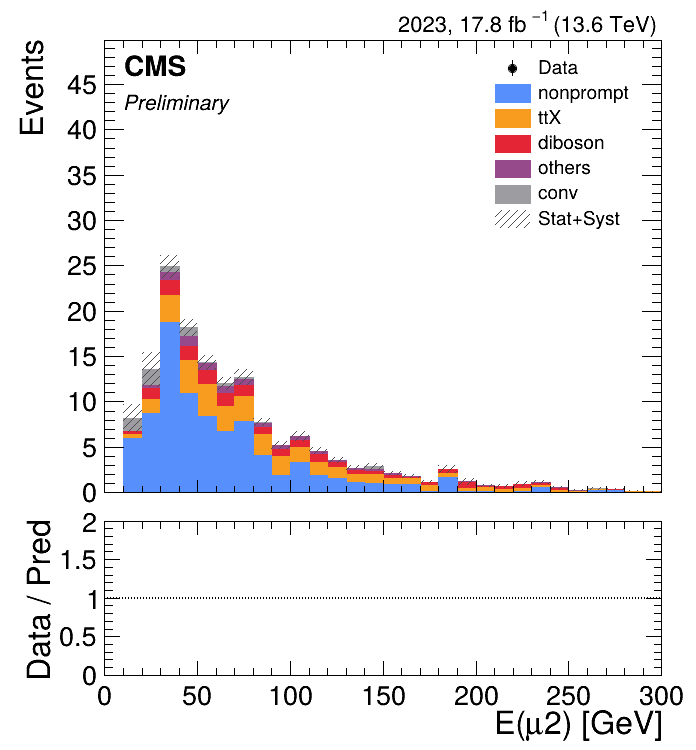 2023, 17.8 fb⁻¹ (13.6 TeV)
CMS
Preliminary
Events
45
40
35
30
25
20
15
10
5
0
Data
nonprompt
ttX
diboson
others
conv
Stat+Syst
Data / Pred
2
1.5
1
0.5
0
0 50 100 150 200 250 300
E(μ2) [GeV]